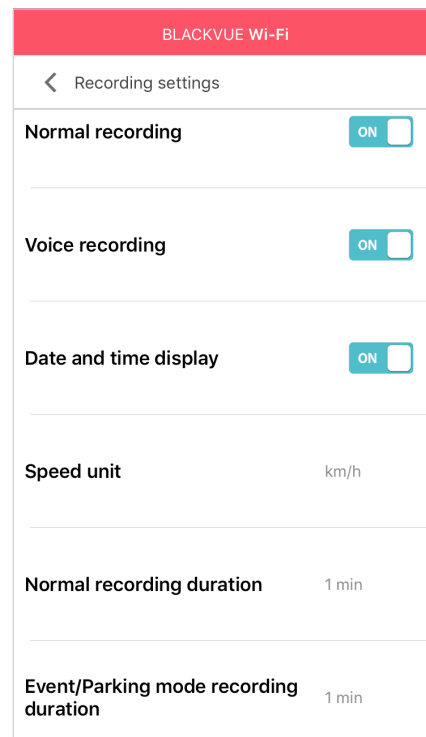 BLACKVUE Wi-Fi
Recording settings
Normal recording ON
Voice recording ON
Date and time display ON
Speed unit km/h
Normal recording duration 1 min
Event/Parking mode recording
duration 1 min